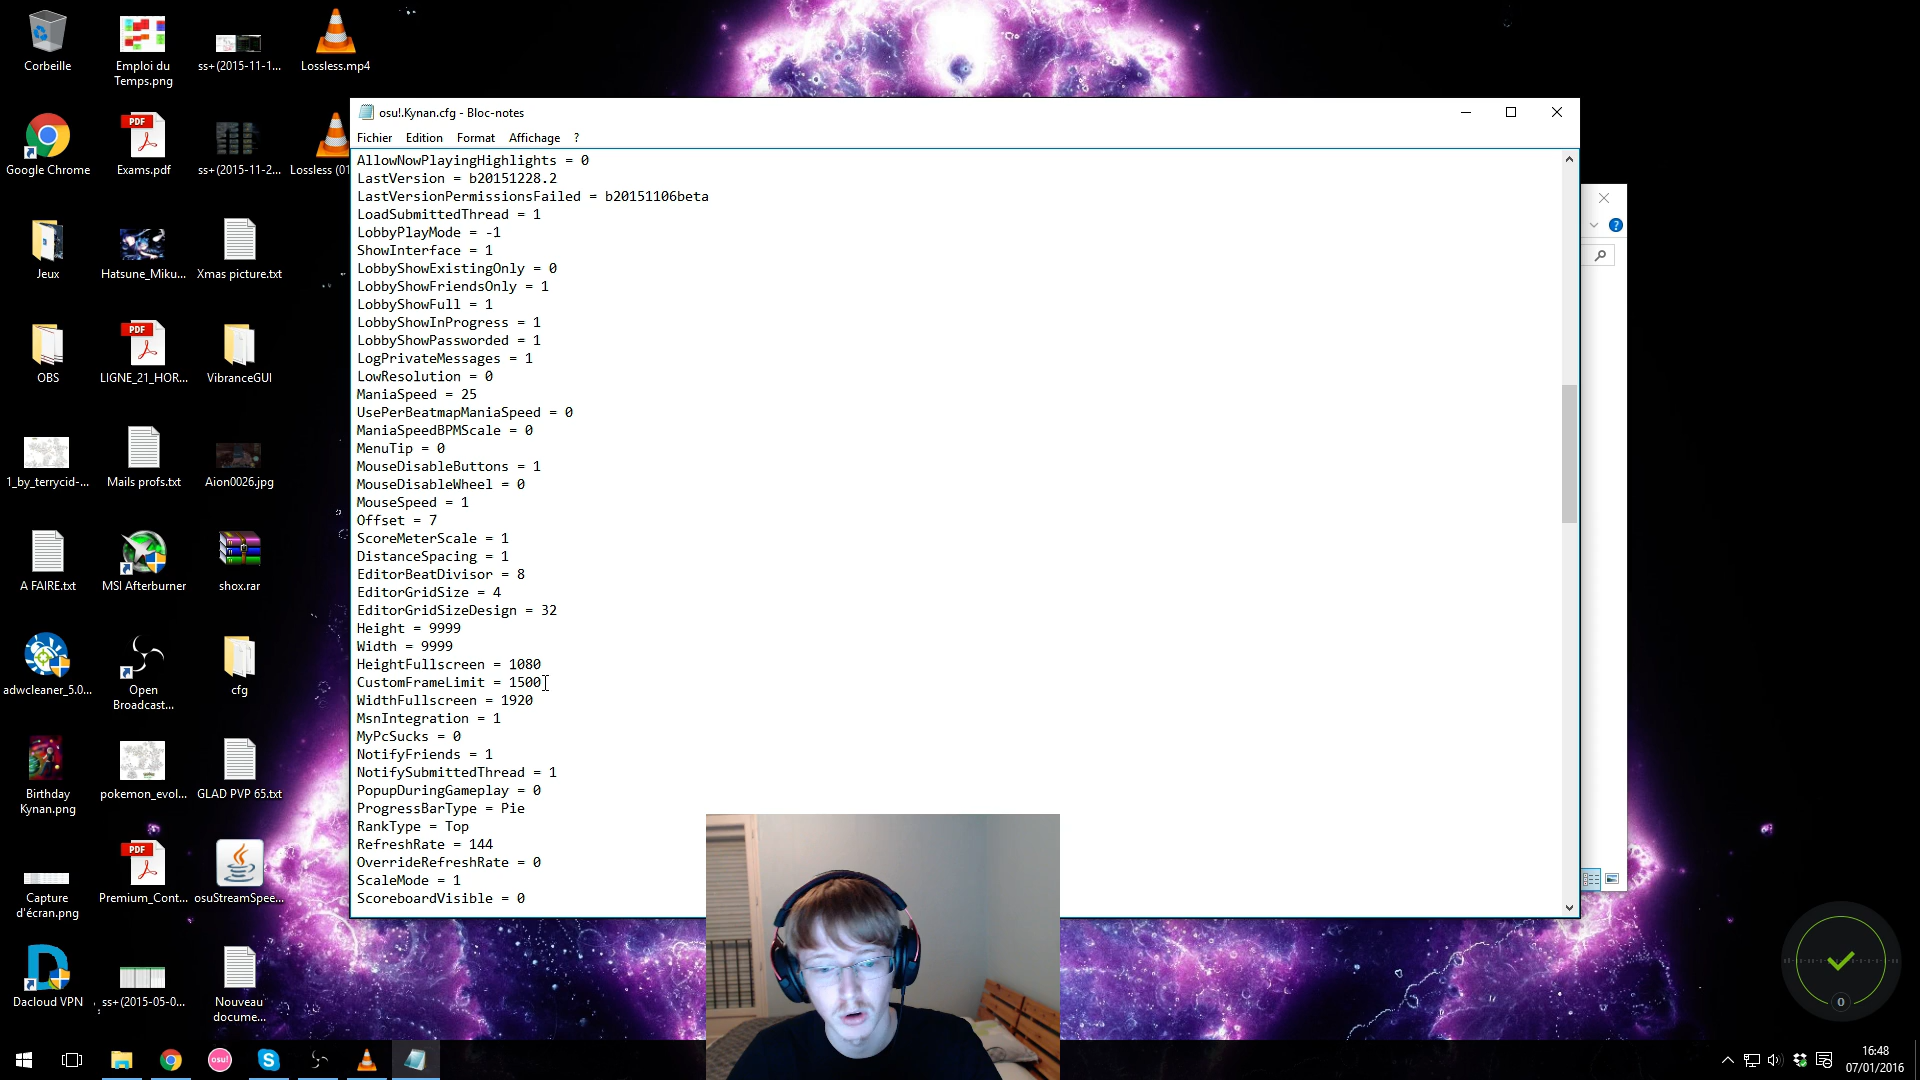 Corbeille
Emploi du
Temps.png
ss+(2015-11-1...
Lossless.mp4
Google Chrome
PDF
Exams.pdf
ss+(2015-11-2...
Lossless (01
Jeux
Hatsune_Miku...
Xmas picture.txt
OBS
PDF
LIGNE_21_HOR...
VibranceGUI
1_by_terrycid-...
Mails profs.txt
Aion0026.jpg
A FAIRE.txt
MSI Afterburner
shox.rar
adwcleaner_5.0...
Open
Broadcast...
cfg
Birthday
Kynan.png
pokemon_evol...
GLAD PVP 65.txt
Capture
d'écran.png
PDF
Premium_Cont...
osuStreamSpee...
Dacloud VPN
ss+(2015-05-0...
Nouveau
docume...
osu!.Kynan.cfg - Bloc-notes
Fichier Edition Format Affichage ?
AllowNowPlayingHighlights = 0
LastVersion = b20151228.2
LastVersionPermissionsFailed = b20151106beta
LoadSubmittedThread = 1
LobbyPlayMode = -1
ShowInterface = 1
LobbyShowExistingOnly = 0
LobbyShowFriendsOnly = 1
LobbyShowFull = 1
LobbyShowInProgress = 1
LobbyShowPassworded = 1
LogPrivateMessages = 1
LowResolution = 0
ManiaSpeed = 25
UsePerBeatmapManiaSpeed = 0
ManiaSpeedBPMScale = 0
MenuTip = 0
MouseDisableButtons = 1
MouseDisableWheel = 0
MouseSpeed = 1
Offset = 7
ScoreMeterScale = 1
DistanceSpacing = 1
EditorBeatDivisor = 8
EditorGridSize = 4
EditorGridSizeDesign = 32
Height = 9999
Width = 9999
HeightFullscreen = 1080
CustomFrameLimit = 1500
WidthFullscreen = 1920
MsnIntegration = 1
MyPcSucks = 0
NotifyFriends = 1
NotifySubmittedThread = 1
PopupDuringGameplay = 0
ProgressBarType = Pie
RankType = Top
RefreshRate = 144
OverrideRefreshRate = 0
ScaleMode = 1
ScoreboardVisible = 0
0
osu!
16:48
07/01/2016